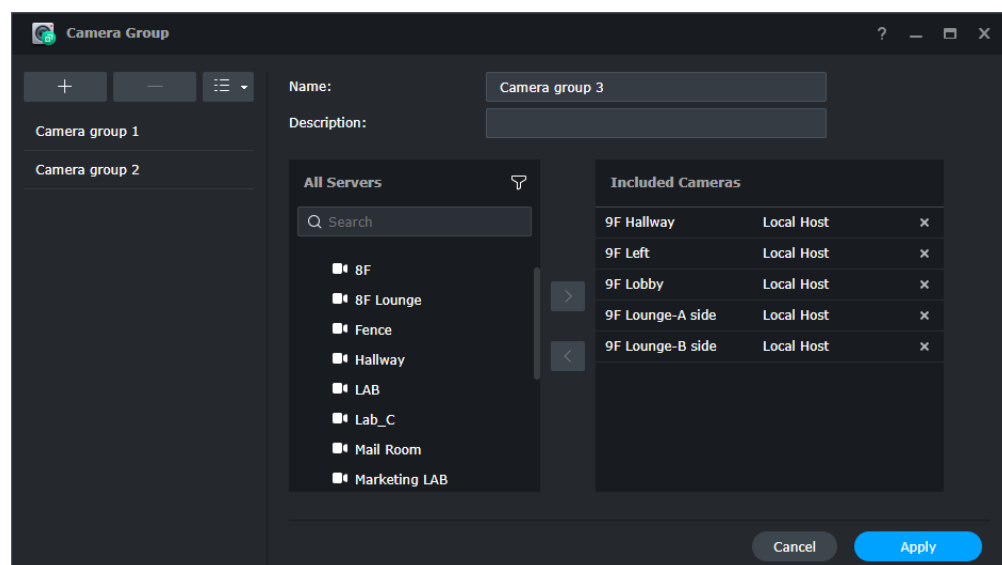 Camera Group
Name: Camera group 3
Description:
Camera group 1
Camera group 2
All Servers
Search
8F
8F Lounge
Fence
Hallway
LAB
Lab_C
Mail Room
Marketing LAB
Included Cameras
9F Hallway Local Host
9F Left Local Host
9F Lobby Local Host
9F Lounge-A side Local Host
9F Lounge-B side Local Host
Cancel Apply